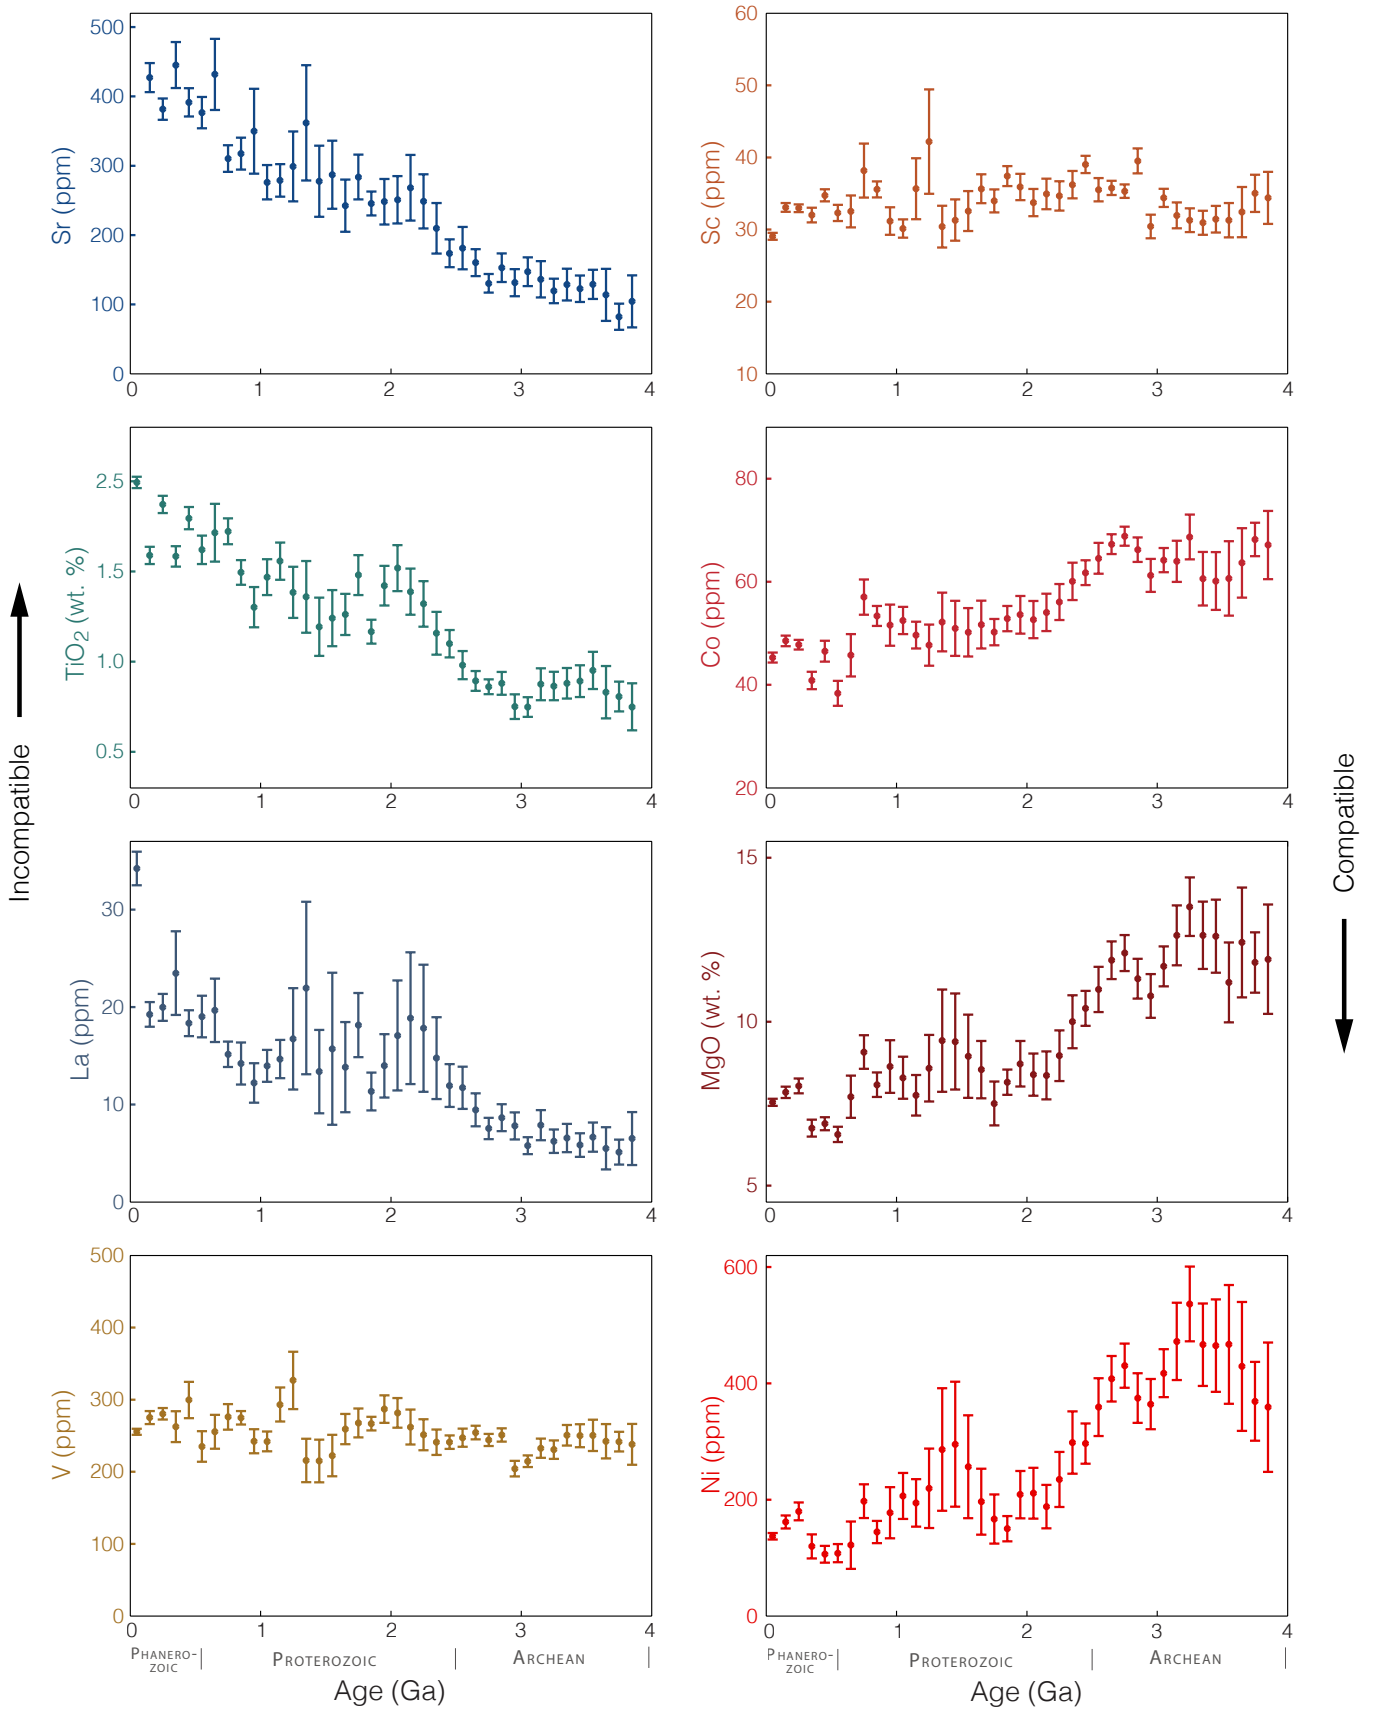 500
400
300
200
100
0
Sr (ppm)
0 1 2 3 4
60
50
40
30
20
10
Sc (ppm)
0 1 2 3 4
2.5
1.5
1.0
0.5
TiO2 (wt. %)
0 1 2 3 4
80
60
40
20
Co (ppm)
0 1 2 3 4
Incompatible
Compatible
30
20
10
0
La (ppm)
0 1 2 3 4
15
10
5
MgO (wt. %)
0 1 2 3 4
500
400
300
200
100
0
V (ppm)
0 1 2 3 4
PHANERO-
ZOIC
PROTEROZOIC
ARCHEAN
Age (Ga)
600
400
200
0
Ni (ppm)
0 1 2 3 4
PHANERO-
ZOIC
PROTEROZOIC
ARCHEAN
Age (Ga)